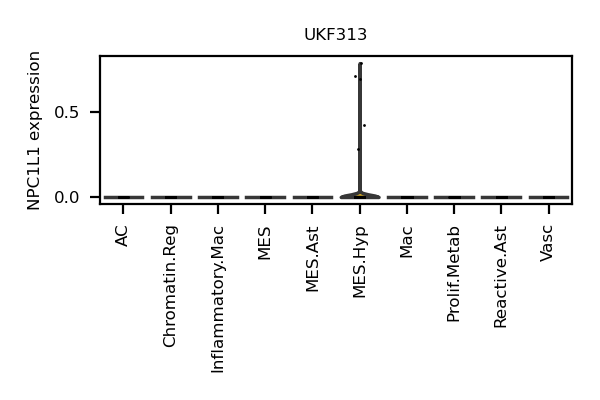 UKF313
NPC1L1 expression
0.5
0.0
AC
Chromatin.Reg
Inflammatory.Mac
MES
MES.Ast
MES.Hyp
Mac
Prolif.Metab
Reactive.Ast
Vasc